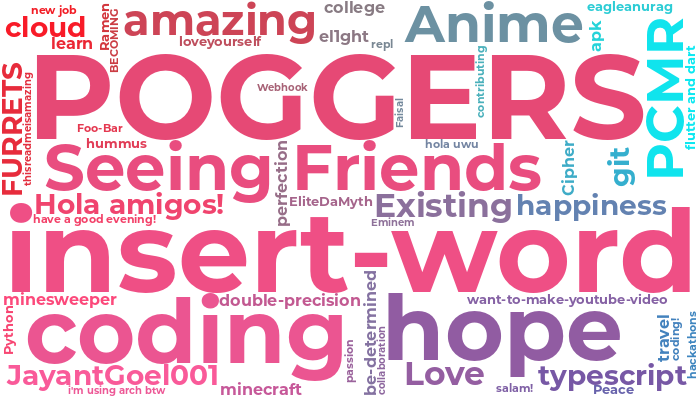 new job
cloud
learn
Ramen
BECOMING
amazing
loveyourself
college
el1ght
repl
Anime
eagleanurag
apk
PCMR
flutter and dart
contributing
POGGERS
Webhook
Faisal
FURRETS
thisreadmeisamazing
Foo-Bar
hummus
Seeing Friends
perfection
hola uwu
Cipher
git
Hola amigos!
have a good evening!
EliteDaMyth
Existing
happiness
Eminem
insert-word
minesweeper
double-precision
be-determined
collaboration
want-to-make-youtube-video
Python
coding
passion
hope
travel
coding!
hackathons
JayantGoel001
i'm using arch btw
minecraft
Love
salam!
typescript
Peace